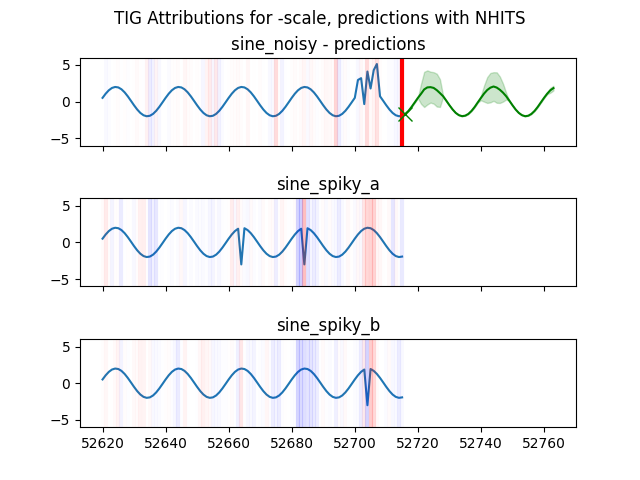 TIG Attributions for -scale, predictions with NHITS
sine_noisy - predictions
5
0
−5
sine_spiky_a
5
0
−5
sine_spiky_b
5
0
−5
52620 52640 52660 52680 52700 52720 52740 52760